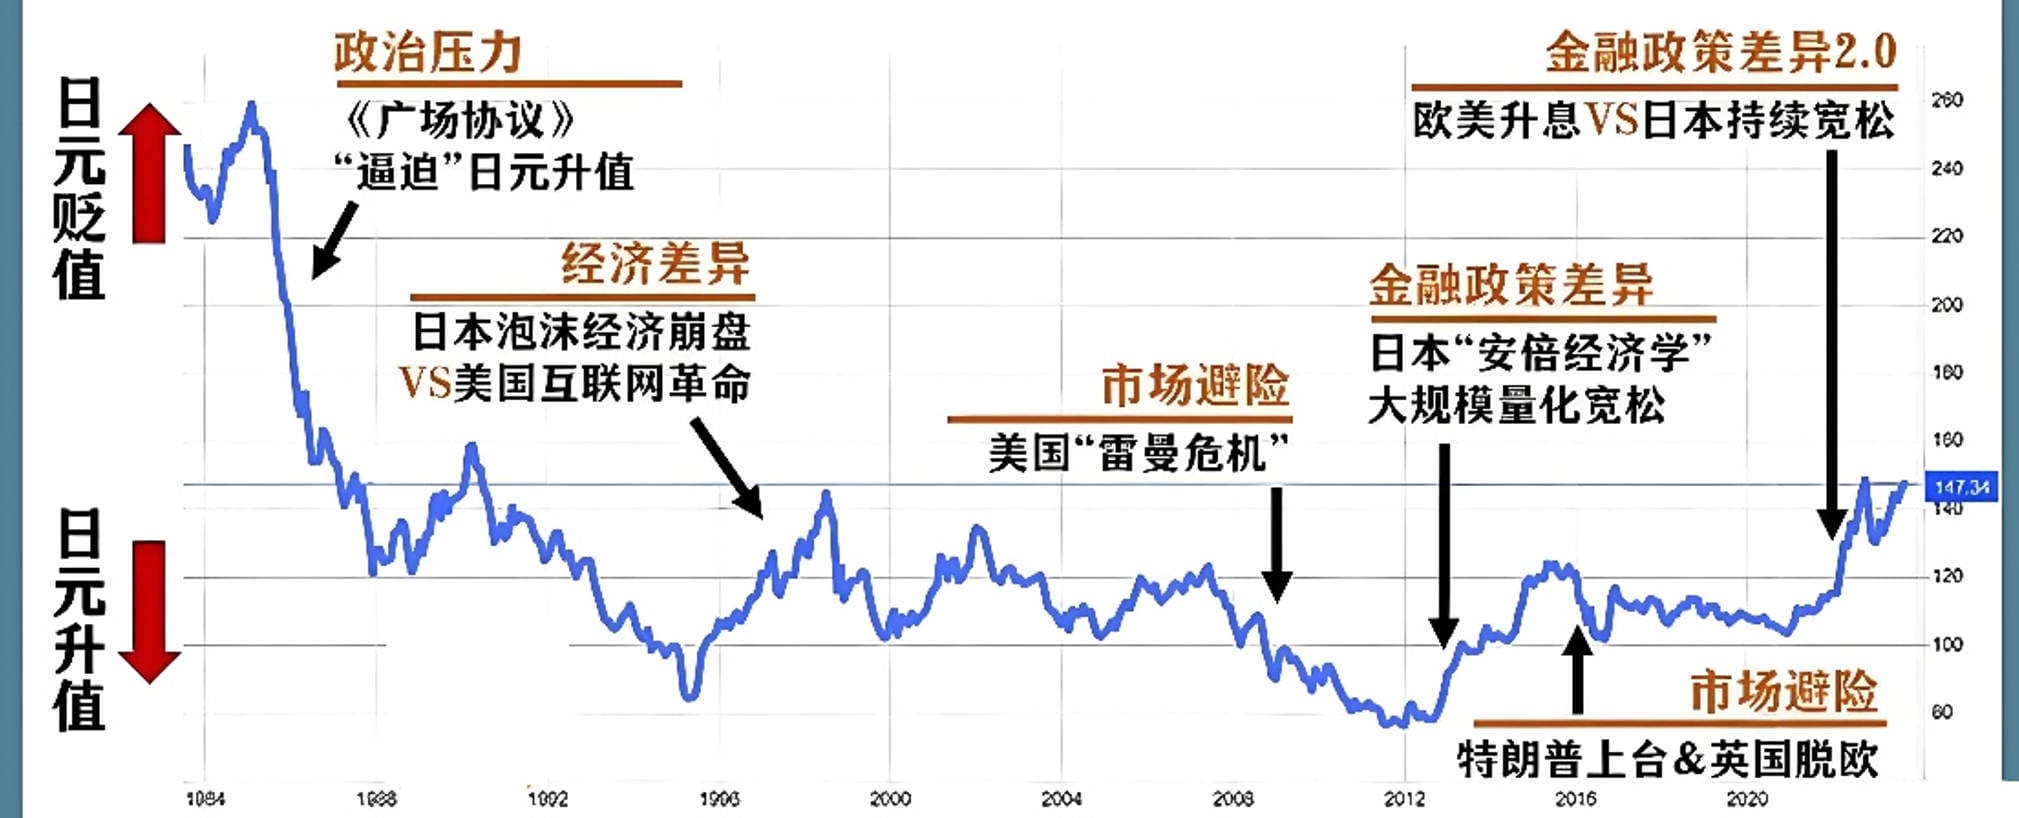 日元贬值
日元升值
政治压力
《广场协议》
“逼迫”日元升值
经济差异
日本泡沫经济崩盘
VS美国互联网革命
市场避险
美国“雷曼危机”
金融政策差异
日本“安倍经济学”
大规模量化宽松
金融政策差异2.0
欧美升息VS日本持续宽松
市场避险
特朗普上台&英国脱欧
260
240
220
200
180
160
147.34
140
120
100
60
1984
1988
1992
1996
2000
2004
2008
2012
2016
2020